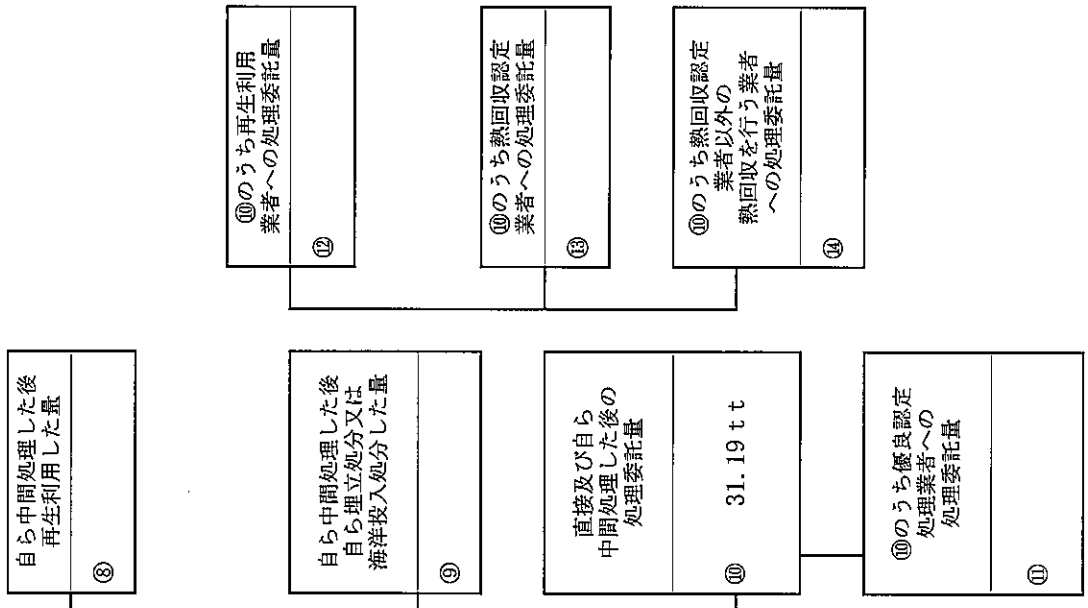 自ら中間処理した後
再生利用した量
⑧
自ら中間処理した後
自ら埋立処分又は
海洋投入処分した量
⑨
直接及び自ら
中間処理した後の
処理委託量
⑩ 31.19 t t
⑩のうち優良認定
処理業者への
処理委託量
⑪
⑩のうち再生利用
業者への処理委託量
⑫
⑩のうち熱回収認定
業者への処理委託量
⑬
⑩のうち熱回収認定
業者以外の
熱回収を行う業者
への処理委託量
⑭